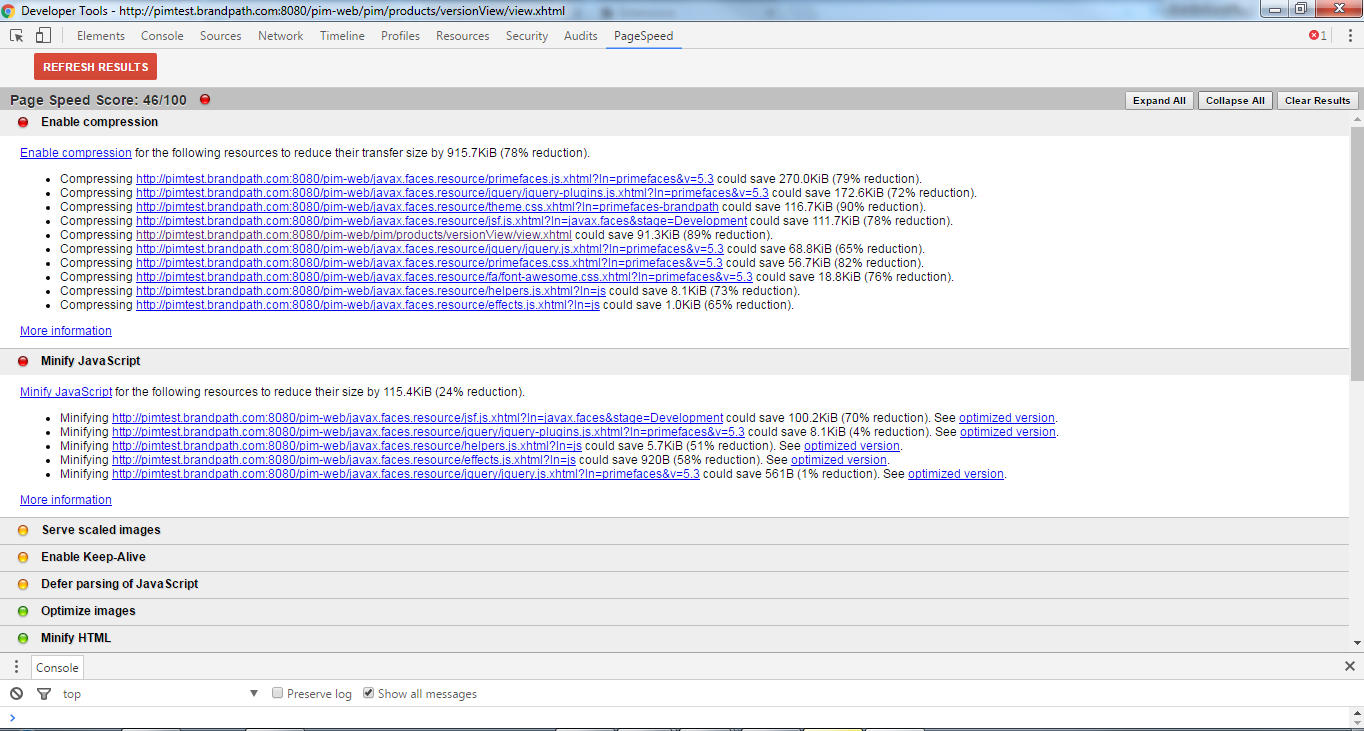 Developer Tools - http://pimtest.brandpath.com:8080/pim-web/pim/products/versionView/view.xhtml
Elements Console Sources Network Timeline Profiles Resources Security Audits PageSpeed 1
REFRESH RESULTS
Page Speed Score: 46/100 Expand All Collapse All Clear Results
Enable compression
Enable compression for the following resources to reduce their transfer size by 915.7KiB (78% reduction).
• Compressing http://pimtest.brandpath.com:8080/pim-web/javax.faces.resource/primefaces.js.xhtml?ln=primefaces&v=5.3 could save 270.0KiB (79% reduction).
• Compressing http://pimtest.brandpath.com:8080/pim-web/javax.faces.resource/jquery/jquery-plugins.js.xhtml?ln=primefaces&v=5.3 could save 172.6KiB (72% reduction).
• Compressing http://pimtest.brandpath.com:8080/pim-web/javax.faces.resource/theme.css.xhtml?ln=primefaces-brandpath could save 116.7KiB (90% reduction).
• Compressing http://pimtest.brandpath.com:8080/pim-web/javax.faces.resource/jsf.js.xhtml?ln=javax.faces&stage=Development could save 111.7KiB (78% reduction).
• Compressing http://pimtest.brandpath.com:8080/pim-web/pim/products/versionView/view.xhtml could save 91.3KiB (89% reduction).
• Compressing http://pimtest.brandpath.com:8080/pim-web/javax.faces.resource/jquery/jquery.js.xhtml?ln=primefaces&v=5.3 could save 68.8KiB (65% reduction).
• Compressing http://pimtest.brandpath.com:8080/pim-web/javax.faces.resource/primefaces.css.xhtml?ln=primefaces&v=5.3 could save 56.7KiB (82% reduction).
• Compressing http://pimtest.brandpath.com:8080/pim-web/javax.faces.resource/fa/font-awesome.css.xhtml?ln=primefaces&v=5.3 could save 18.8KiB (76% reduction).
• Compressing http://pimtest.brandpath.com:8080/pim-web/javax.faces.resource/helpers.js.xhtml?ln=js could save 8.1KiB (73% reduction).
• Compressing http://pimtest.brandpath.com:8080/pim-web/javax.faces.resource/effects.js.xhtml?ln=js could save 1.0KiB (65% reduction).
More information
Minify JavaScript
Minify JavaScript for the following resources to reduce their size by 115.4KiB (24% reduction).
• Minifying http://pimtest.brandpath.com:8080/pim-web/javax.faces.resource/jsf.js.xhtml?ln=javax.faces&stage=Development could save 100.2KiB (70% reduction). See optimized version.
• Minifying http://pimtest.brandpath.com:8080/pim-web/javax.faces.resource/jquery/jquery-plugins.js.xhtml?ln=primefaces&v=5.3 could save 8.1KiB (4% reduction). See optimized version.
• Minifying http://pimtest.brandpath.com:8080/pim-web/javax.faces.resource/helpers.js.xhtml?ln=js could save 5.7KiB (51% reduction). See optimized version.
• Minifying http://pimtest.brandpath.com:8080/pim-web/javax.faces.resource/effects.js.xhtml?ln=js could save 920B (58% reduction). See optimized version.
• Minifying http://pimtest.brandpath.com:8080/pim-web/javax.faces.resource/jquery/jquery.js.xhtml?ln=primefaces&v=5.3 could save 561B (1% reduction). See optimized version.
More information
Serve scaled images
Enable Keep-Alive
Defer parsing of JavaScript
Optimize images
Minify HTML
Console
top Preserve log Show all messages